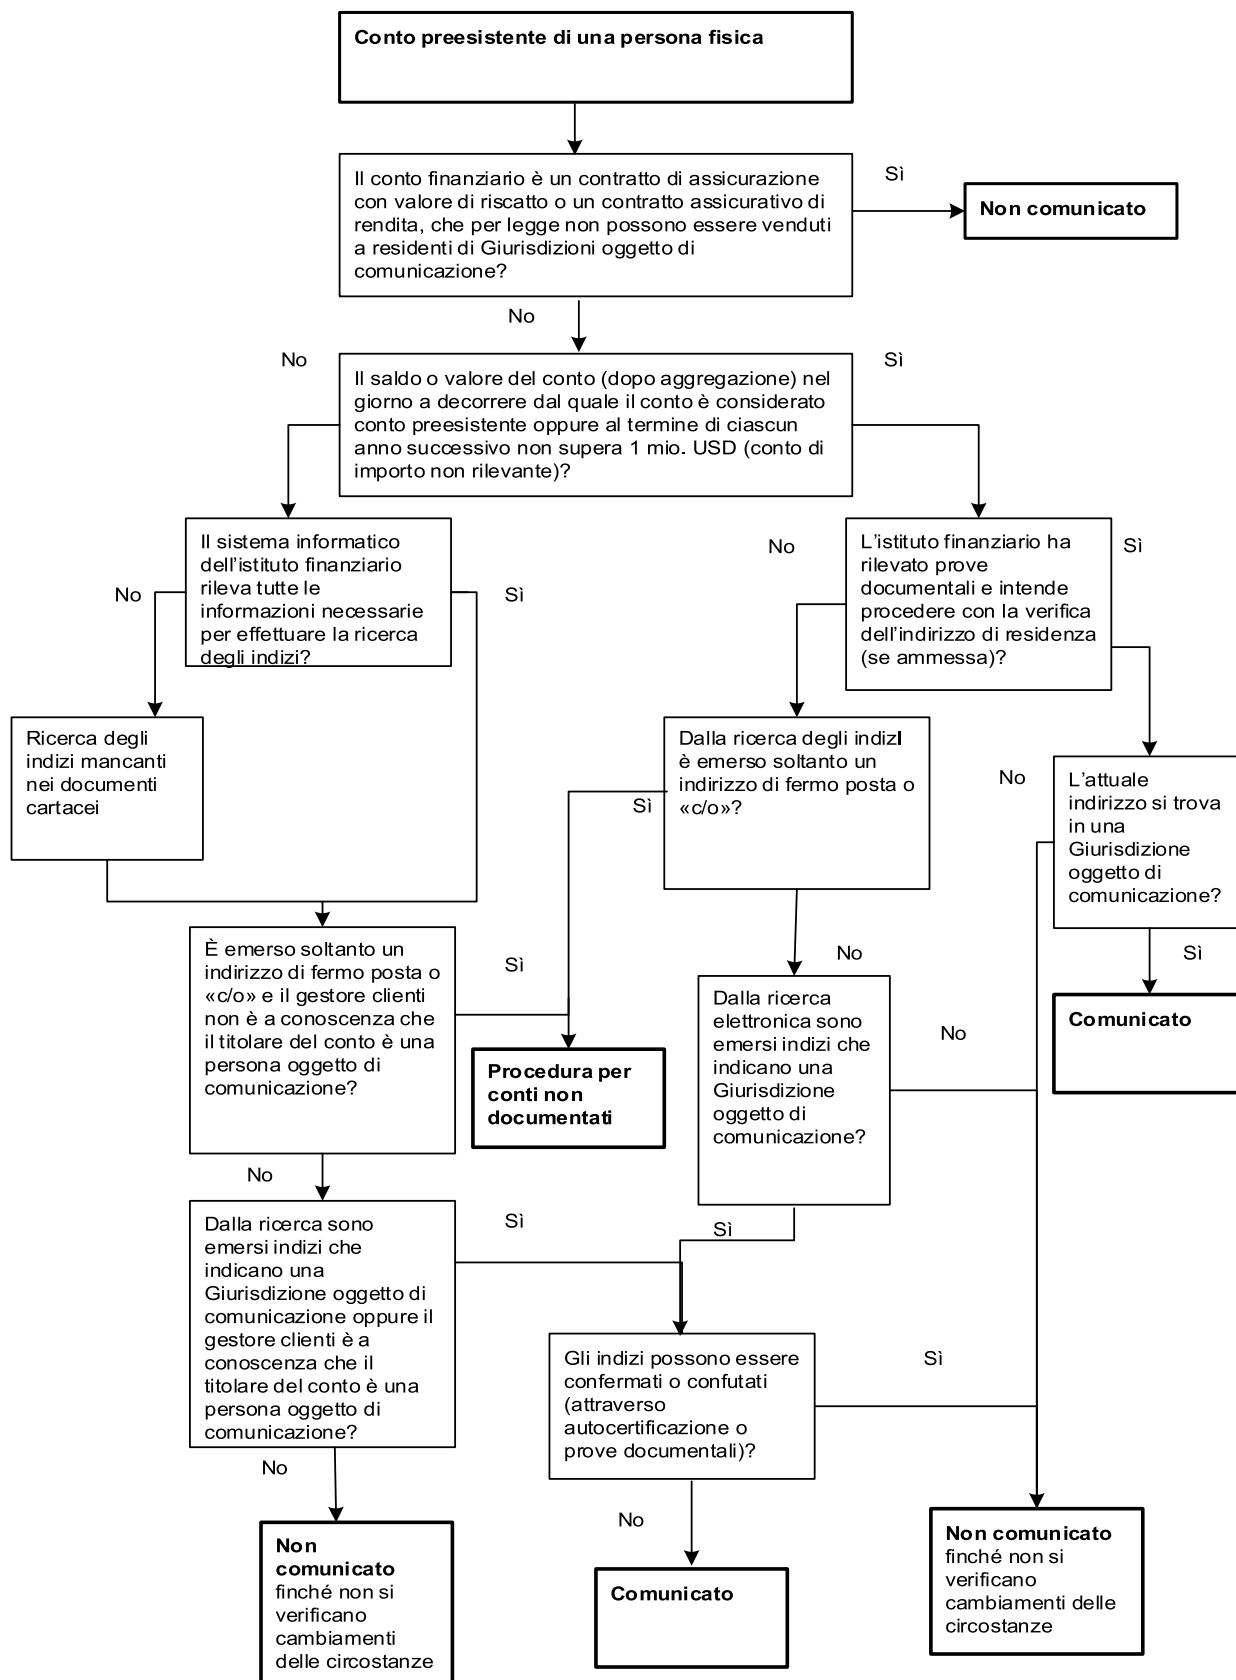 Conto preesistente di una persona fisica
Il conto finanziario è un contratto di assicurazione
con valore di riscatto o un contratto assicurativo di
rendita, che per legge non possono essere venduti
a residenti di Giurisdizioni oggetto di
comunicazione?
Sì
Non comunicato
No
No
Il saldo o valore del conto (dopo aggregazione) nel
giorno a decorrere dal quale il conto è considerato
conto preesistente oppure al termine di ciascun
anno successivo non supera 1 mio. USD (conto di
importo non rilevante)?
Sì
Il sistema informatico
dell'istituto finanziario
rileva tutte le
informazioni necessarie
per effettuare la ricerca
degli indizi?
No
Sì
L'istituto finanziario ha
rilevato prove
documentali e intende
procedere con la verifica
dell'indirizzo di residenza
(se ammessa)?
No
Sì
Ricerca degli
indizi mancanti
nei documenti
cartacei
Dalla ricerca degli indizI
è emerso soltanto un
indirizzo di fermo posta o
«c/o»?
Sì
No
L'attuale
indirizzo si trova
in una
Giurisdizione
oggetto di
comunicazione?
È emerso soltanto un
indirizzo di fermo posta o
«c/o» e il gestore clienti
non è a conoscenza che
il titolare del conto è una
persona oggetto di
comunicazione?
Sì
No
Sì
Procedura per
conti non
documentati
Dalla ricerca
elettronica sono
emersi indizi che
indicano una
Giurisdizione
oggetto di
comunicazione?
No
Comunicato
No
Dalla ricerca sono
emersi indizi che
indicano una
Giurisdizione oggetto di
comunicazione oppure il
gestore clienti è a
conoscenza che il
titolare del conto è una
persona oggetto di
comunicazione?
Sì
Sì
Gli indizi possono essere
confermati o confutati
(attraverso
autocertificazione o
prove documentali)?
Sì
No
No
Non
comunicato
finché non si
verificano
cambiamenti
delle circostanze
Comunicato
Non comunicato
finché non si
verificano
cambiamenti delle
circostanze